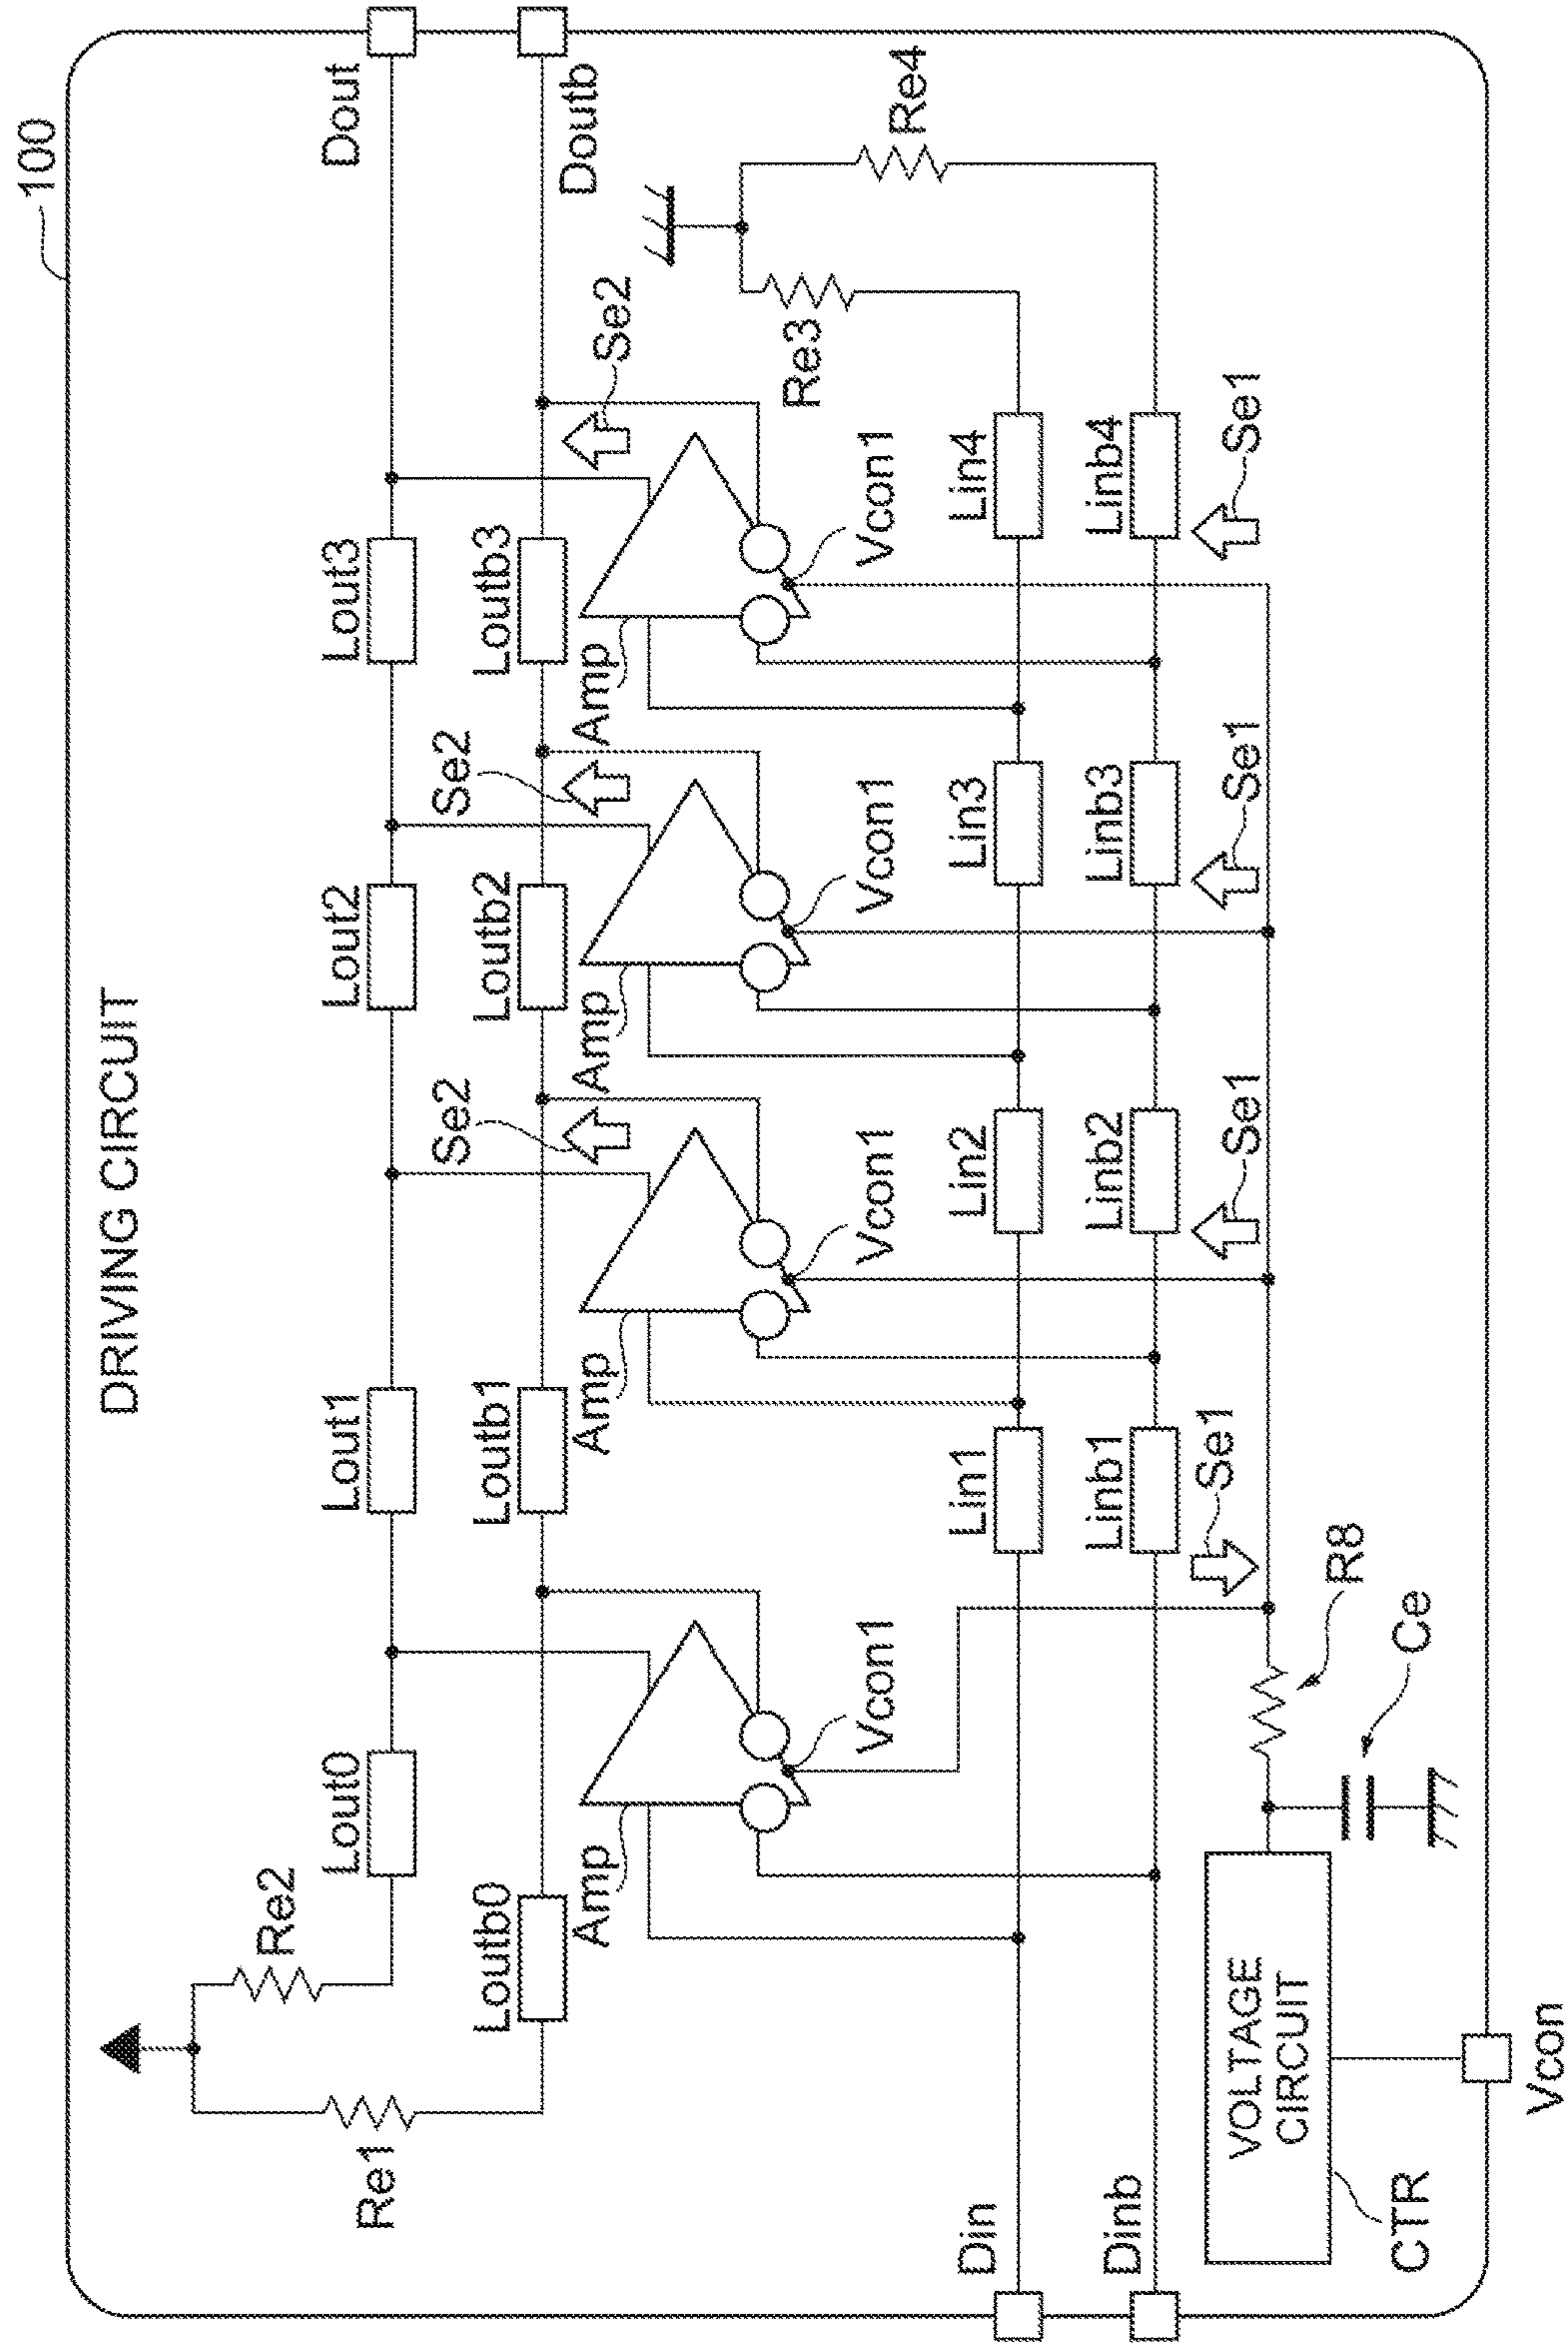 100
DRIVING CIRCUIT
Re1
Re2
Lout0
Lout1
Lout2
Lout3
Dout
Loutb0
Loutb1
Loutb2
Loutb3
Doutb
Se2
Se2
Se2
Amp
Amp
Amp
Amp
Re3
Re4
Vcon1
Vcon1
Vcon1
Vcon1
Din
Lin1
Lin2
Lin3
Lin4
Dinb
Linb1
Linb2
Linb3
Linb4
Se1
Se1
Se1
Se1
VOLTAGE
CIRCUIT
R8
Ce
CTR
Vcon